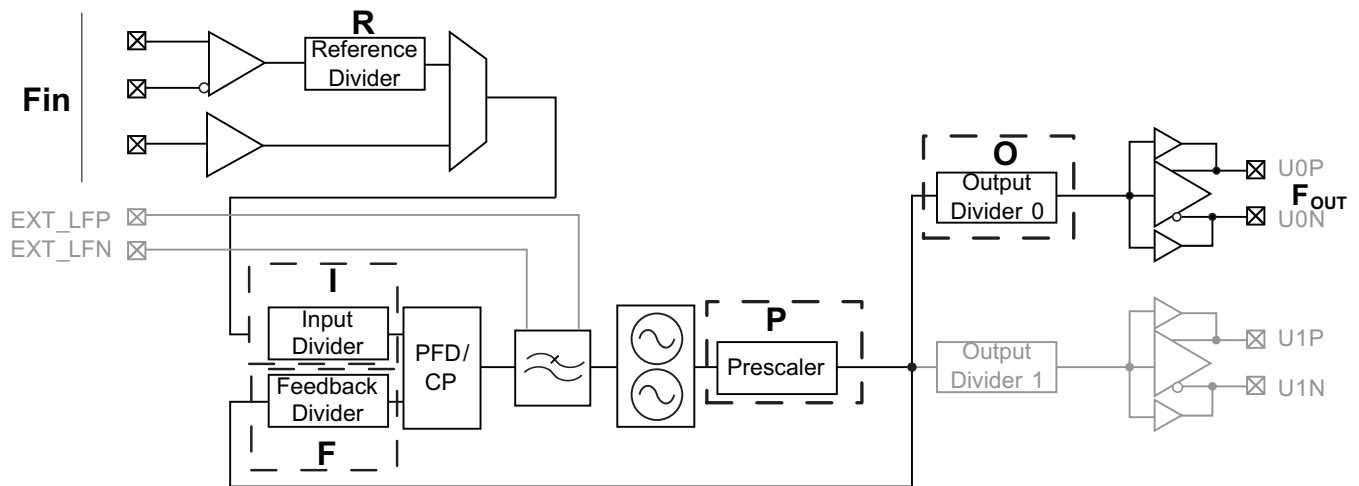 R
Reference
Divider
Fin
EXT_LFP
EXT_LFN
I
Input
Divider
Feedback
Divider
F
PFD/
CP
P
Prescaler
O
Output
Divider 0
U0P
FOUT
U0N
Output
Divider 1
U1P
U1N